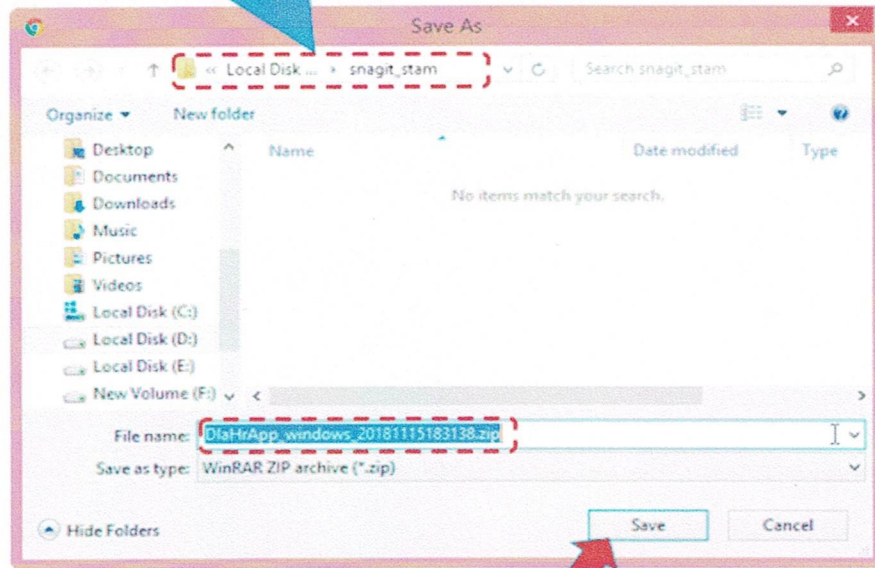 Save As
« Local Disk ... › snagit_stam
Search snagit_stam
Organize
New folder
Desktop
Documents
Downloads
Music
Pictures
Videos
Local Disk (C:)
Local Disk (D:)
Local Disk (E:)
New Volume (F:)
Name
Date modified
Type
No items match your search.
File name: DlaHrApp_windows_20181115183138.zip
Save as type: WinRAR ZIP archive (*.zip)
Hide Folders
Save
Cancel